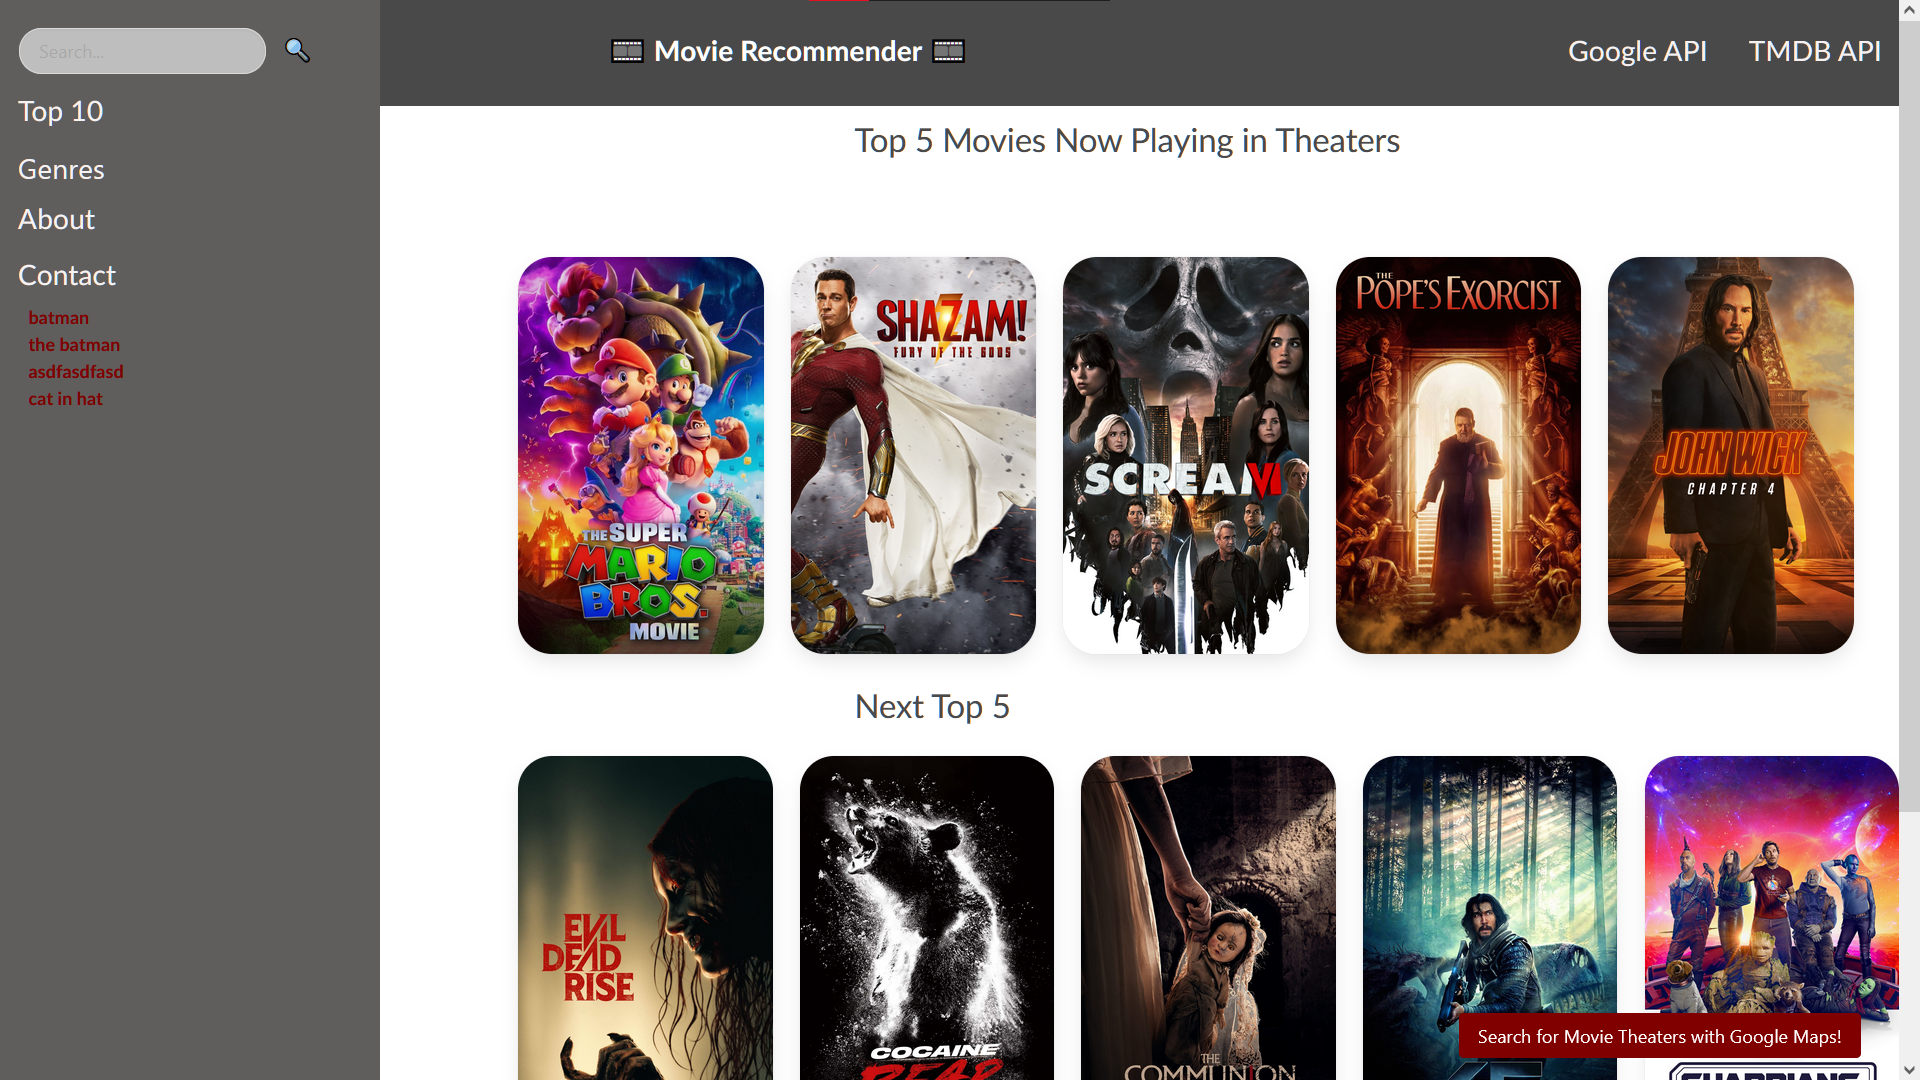 Search...
Top 10
Genres
About
Contact
batman
the batman
asdfasdfasd
cat in hat
Movie Recommender
Google API
TMDB API
Top 5 Movies Now Playing in Theaters
THE SUPER
MARIO
BROS.
MOVIE
SHAZAM!
FURY OF THE GODS
SCREAM VI
THE
POPE'S EXORCIST
JOHN WICK
CHAPTER 4
Next Top 5
EVIL
DEAD
RISE
COCAINE
BEAR
THE
COMMUNION
GUARDIANS
Search for Movie Theaters with Google Maps!